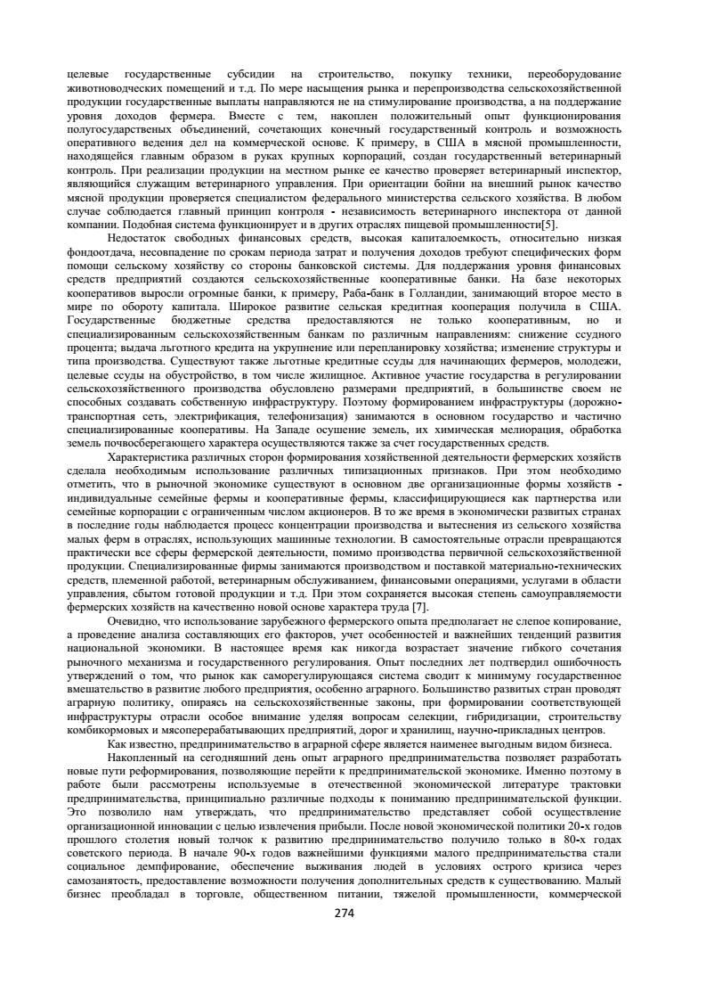 целевые государственные субсидии на строительство, покупку техники, переоборудование
животноводческих помещений и т.д. По мере насыщения рынка и перепроизводства сельскохозяйственной
продукции государственные выплаты направляются не на стимулирование производства, а на поддержание
уровня доходов фермера. Вместе с тем, накоплен положительный опыт функционирования
полугосударственых объединений, сочетающих конечный государственный контроль и возможность
оперативного ведения дел на коммерческой основе. К примеру, в США в мясной промышленности,
находящейся главным образом в руках крупных корпораций, создан государственный ветеринарный
контроль. При реализации продукции на местном рынке ее качество проверяет ветеринарный инспектор,
являющийся служащим ветеринарного управления. При ориентации бойни на внешний рынок качество
мясной продукции проверяется специалистом федерального министерства сельского хозяйства. В любом
случае соблюдается главный принцип контроля - независимость ветеринарного инспектора от данной
компании. Подобная система функционирует и в других отраслях пищевой промышленности[5].
Недостаток свободных финансовых средств, высокая капиталоемкость, относительно низкая
фондоотдача, несовпадение по срокам периода затрат и получения доходов требуют специфических форм
помощи сельскому хозяйству со стороны банковской системы. Для поддержания уровня финансовых
средств предприятий создаются сельскохозяйственные кооперативные банки. На базе некоторых
кооперативов выросли огромные банки, к примеру, Раба-банк в Голландии, занимающий второе место в
мире по обороту капитала. Широкое развитие сельская кредитная кооперация получила в США.
Государственные бюджетные средства предоставляются не только кооперативным, но и
специализированным сельскохозяйственным банкам по различным направлениям: снижение ссудного
процента; выдача льготного кредита на укрупнение или перепланировку хозяйства; изменение структуры и
типа производства. Существуют также льготные кредитные ссуды для начинающих фермеров, молодежи,
целевые ссуды на обустройство, в том числе жилищное. Активное участие государства в регулировании
сельскохозяйственного производства обусловлено размерами предприятий, в большинстве своем не
способных создавать собственную инфраструктуру. Поэтому формированием инфраструктуры (дорожно-
транспортная сеть, электрификация, телефонизация) занимаются в основном государство и частично
специализированные кооперативы. На Западе осушение земель, их химическая мелиорация, обработка
земель почвосберегающего характера осуществляются также за счет государственных средств.
Характеристика различных сторон формирования хозяйственной деятельности фермерских хозяйств
сделала необходимым использование различных типизационных признаков. При этом необходимо
отметить, что в рыночной экономике существуют в основном две организационные формы хозяйств -
индивидуальные семейные фермы и кооперативные фермы, классифицирующиеся как партнерства или
семейные корпорации с ограниченным числом акционеров. В то же время в экономически развитых странах
в последние годы наблюдается процесс концентрации производства и вытеснения из сельского хозяйства
малых ферм в отраслях, использующих машинные технологии. В самостоятельные отрасли превращаются
практически все сферы фермерской деятельности, помимо производства первичной сельскохозяйственной
продукции. Специализированные фирмы занимаются производством и поставкой материально-технических
средств, племенной работой, ветеринарным обслуживанием, финансовыми операциями, услугами в области
управления, сбытом готовой продукции и т.д. При этом сохраняется высокая степень самоуправляемости
фермерских хозяйств на качественно новой основе характера труда [7].
Очевидно, что использование зарубежного фермерского опыта предполагает не слепое копирование,
а проведение анализа составляющих его факторов, учет особенностей и важнейших тенденций развития
национальной экономики. В настоящее время как никогда возрастает значение гибкого сочетания
рыночного механизма и государственного регулирования. Опыт последних лет подтвердил ошибочность
утверждений о том, что рынок как саморегулирующаяся система сводит к минимуму государственное
вмешательство в развитие любого предприятия, особенно аграрного. Большинство развитых стран проводят
аграрную политику, опираясь на сельскохозяйственные законы, при формировании соответствующей
инфраструктуры отрасли особое внимание уделяя вопросам селекции, гибридизации, строительству
комбикормовых и мясоперерабатывающих предприятий, дорог и хранилищ, научно-прикладных центров.
Как известно, предпринимательство в аграрной сфере является наименее выгодным видом бизнеса.
Накопленный на сегодняшний день опыт аграрного предпринимательства позволяет разработать
новые пути реформирования, позволяющие перейти к предпринимательской экономике. Именно поэтому в
работе были рассмотрены используемые в отечественной экономической литературе трактовки
предпринимательства, принципиально различные подходы к пониманию предпринимательской функции.
Это позволило нам утверждать, что предпринимательство представляет собой осуществление
организационной инновации с целью извлечения прибыли. После новой экономической политики 20-х годов
прошлого столетия новый толчок к развитию предпринимательство получило только в 80-х годах
советского периода. В начале 90-х годов важнейшими функциями малого предпринимательства стали
социальное демпфирование, обеспечение выживания людей в условиях острого кризиса через
самозанятость, предоставление возможности получения дополнительных средств к существованию. Малый
бизнес преобладал в торговле, общественном питании, тяжелой промышленности, коммерческой
274